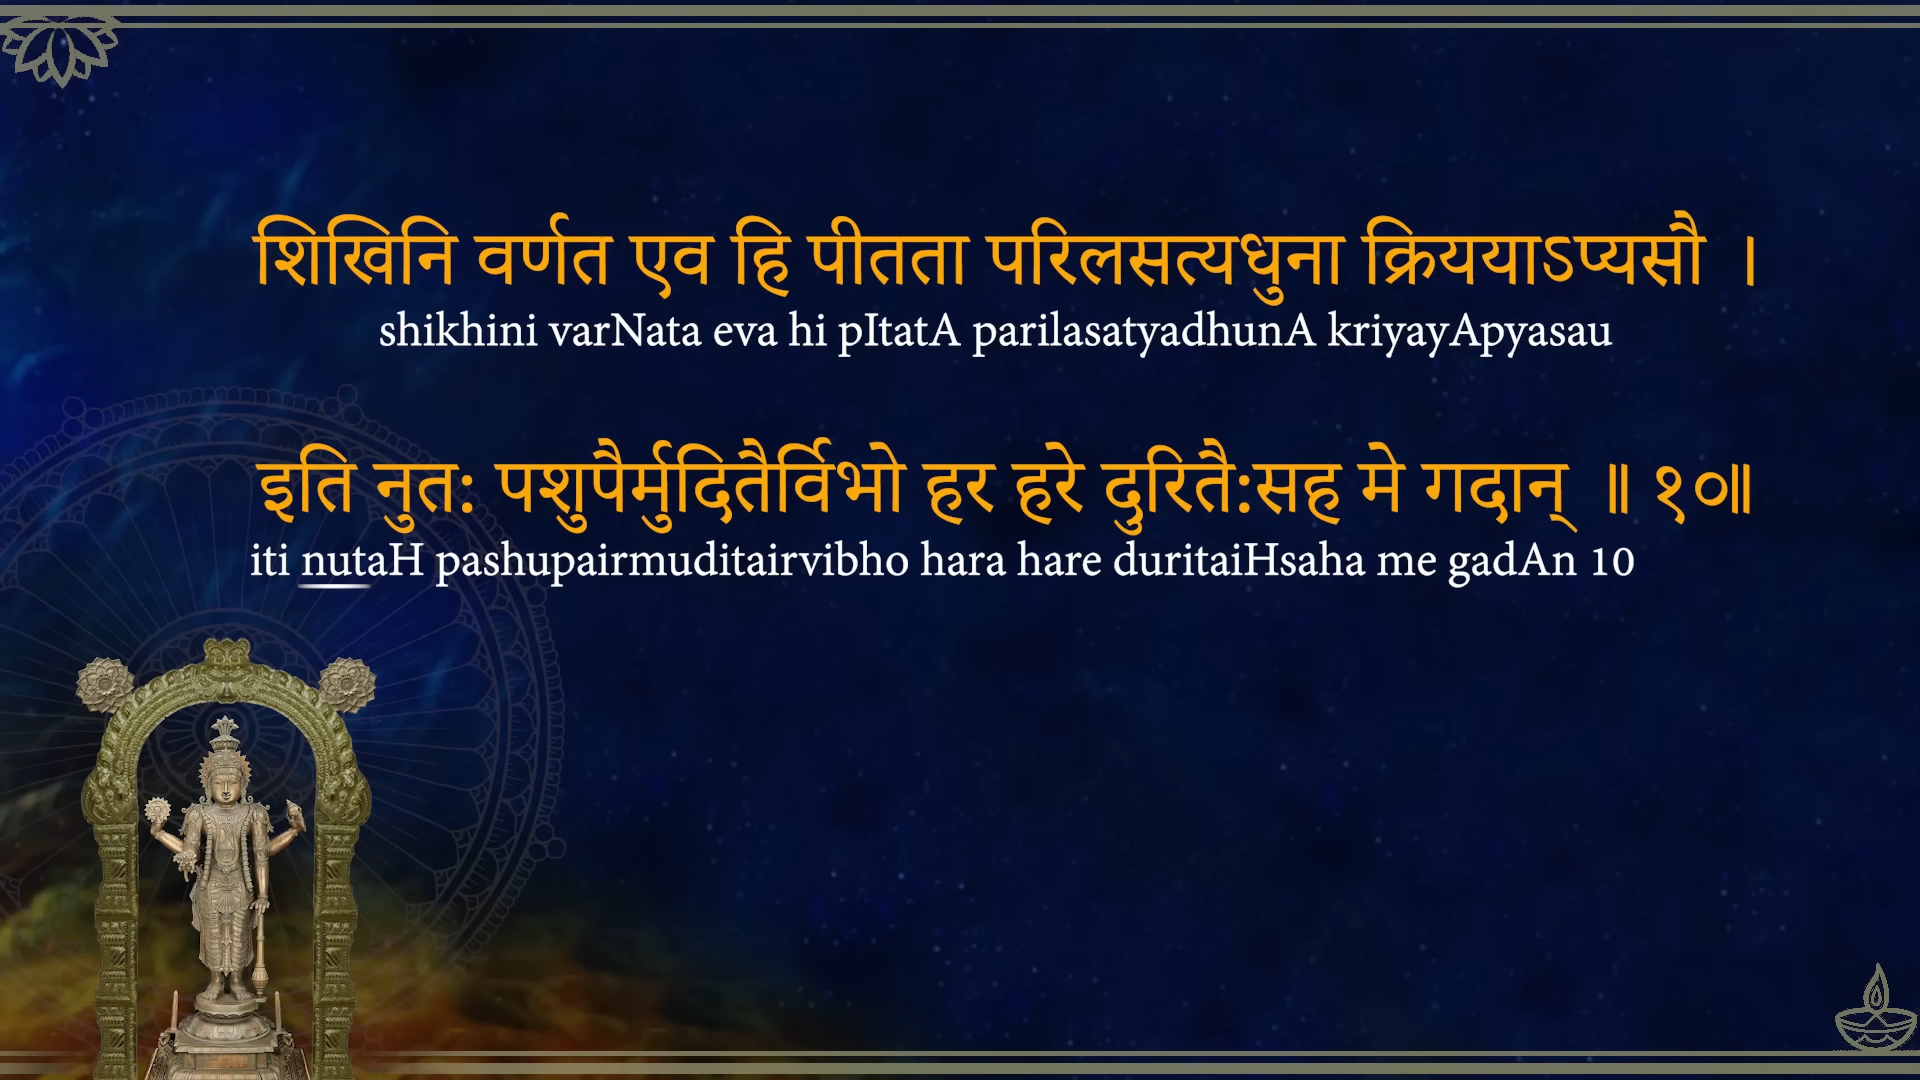 शिखिनि वर्णत एव हि पीतता परिलसत्यधुना क्रिययाऽप्यसौ ।
shikhini varNata eva hi pItatA parilasatyadhunA kriyayApyasau
इति नुत: पशुपैर्मुदितैर्विभो हर हरे दुरितै:सह मे गदान् ॥ १०॥
iti nutaH pashupairmuditairvibho hara hare duritaiHsaha me gadAn 10